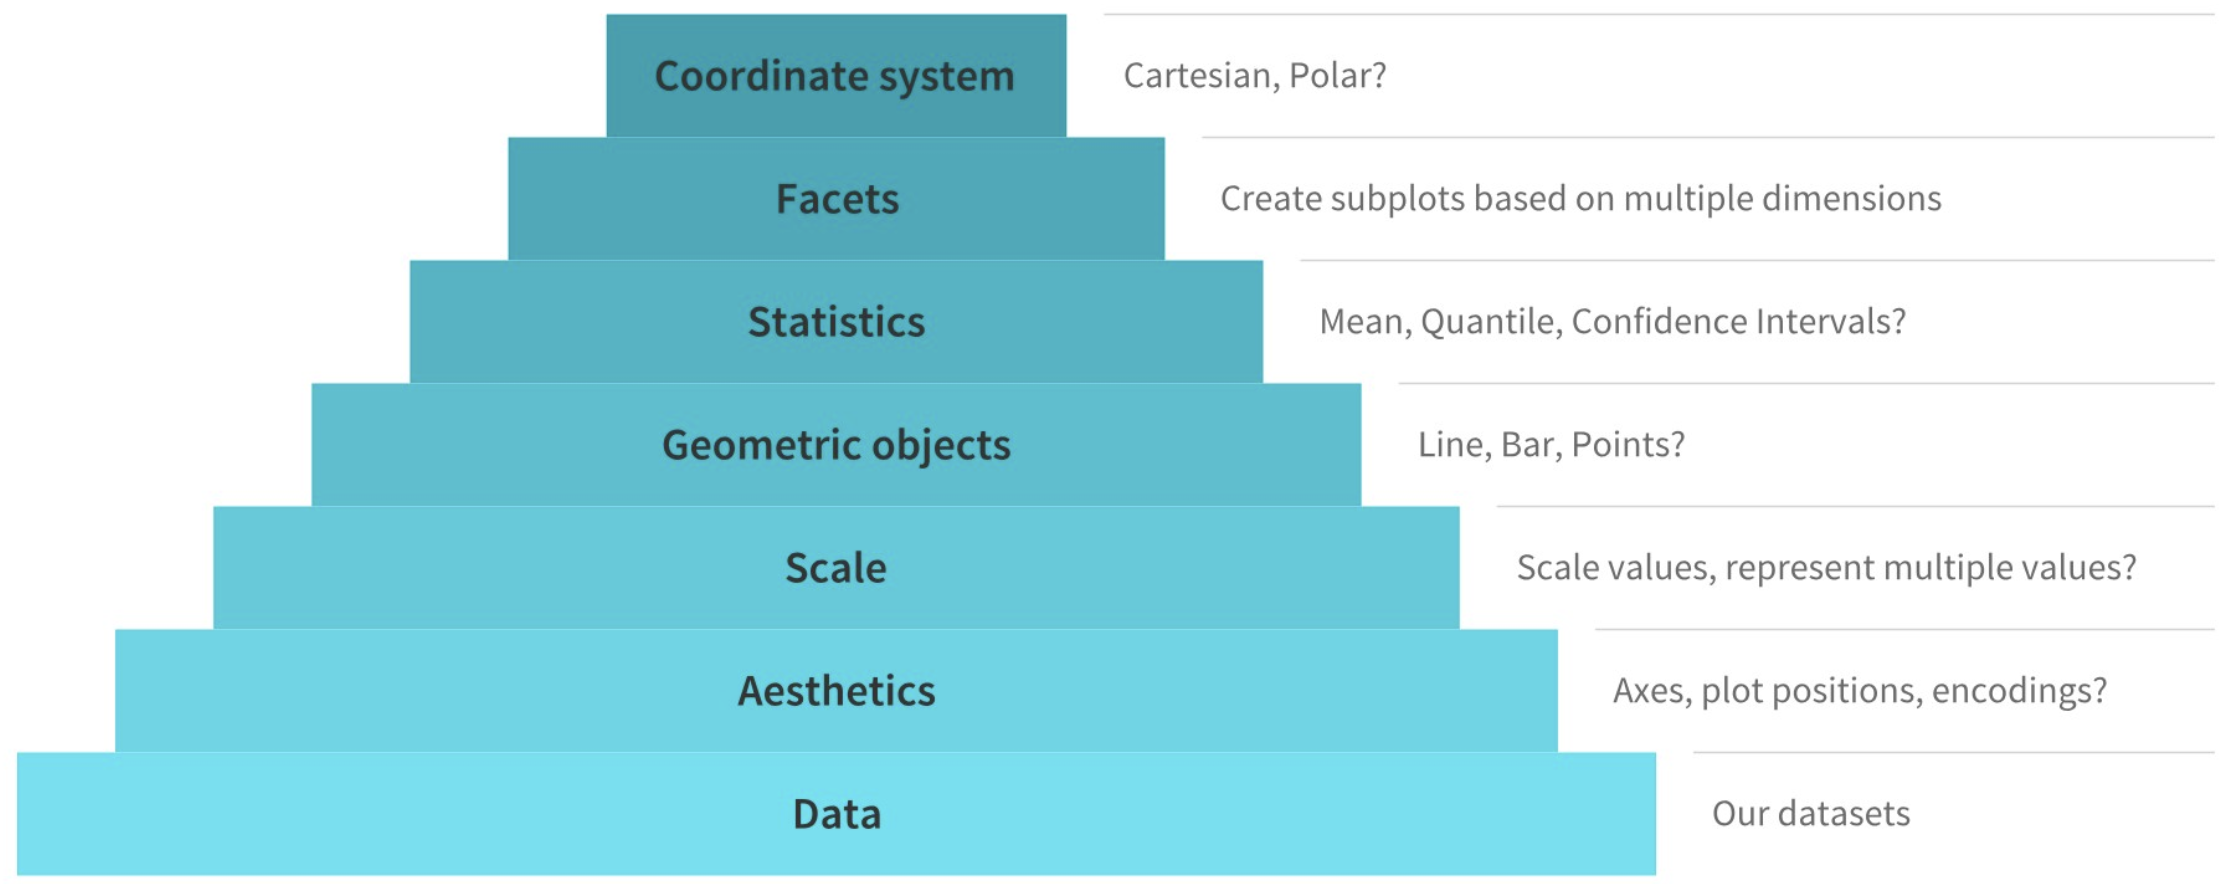 Coordinate system
Cartesian, Polar?
Facets
Create subplots based on multiple dimensions
Statistics
Mean, Quantile, Confidence Intervals?
Geometric objects
Line, Bar, Points?
Scale
Scale values, represent multiple values?
Aesthetics
Axes, plot positions, encodings?
Data
Our datasets